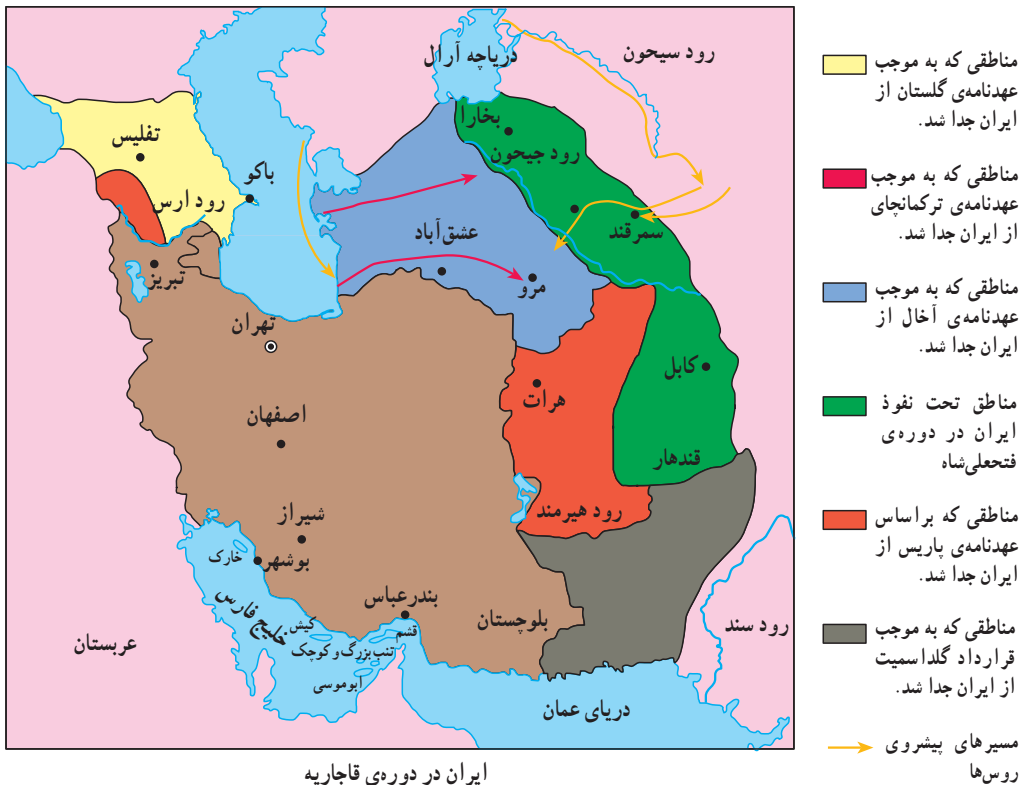 دریاچه آرال
رود سیحون
بخارا
رود جیحون
تفلیس
باکو
رود ارس
سمرقند
عشق‌آباد
تبریز
مرو
تهران
کابل
هرات
اصفهان
قندهار
رود هیرمند
شیراز
خارک
بوشهر
خلیج فارس
بندرعباس
بلوچستان
کیش
قشم
تنب‌بزرگ و کوچک
ابوموسی
عربستان
رود سند
دریای عمان
مناطقی که به موجب
عهدنامه‌ی گلستان از
ایران جدا شد.
مناطقی که به موجب
عهدنامه‌ی ترکمانچای
از ایران جدا شد.
مناطقی که به موجب
عهدنامه‌ی آخال از
ایران جدا شد.
مناطق تحت نفوذ
ایران در دوره‌ی
فتحعلی‌شاه
مناطقی که براساس
عهدنامه‌ی پاریس از
ایران جدا شد.
مناطقی که به موجب
قرارداد گلداسمیت
از ایران جدا شد.
مسیرهای پیشروی
روس‌ها
ایران در دوره‌ی قاجاریه